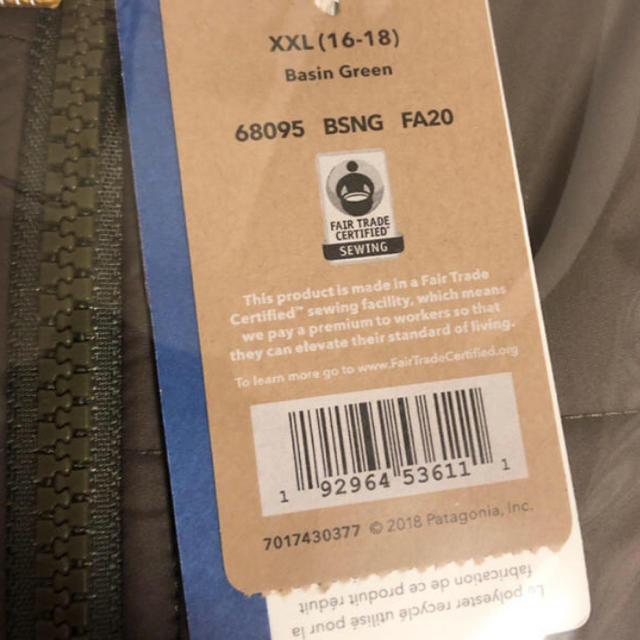 XXL (16-18)
Basin Green
68095 BSNG FA20
FAIR TRADE
CERTIFIED™
SEWING
This product is made in a Fair Trade
Certified™ sewing facility, which means
we pay a premium to workers so that
they can elevate their standard of living.
To learn more go to www.FairTradeCertified.org
1 92964 53611 1
7017430377 © 2018 Patagonia, Inc.
Le polyester recyclé utilisé pour la
fabrication de ce produit réduit